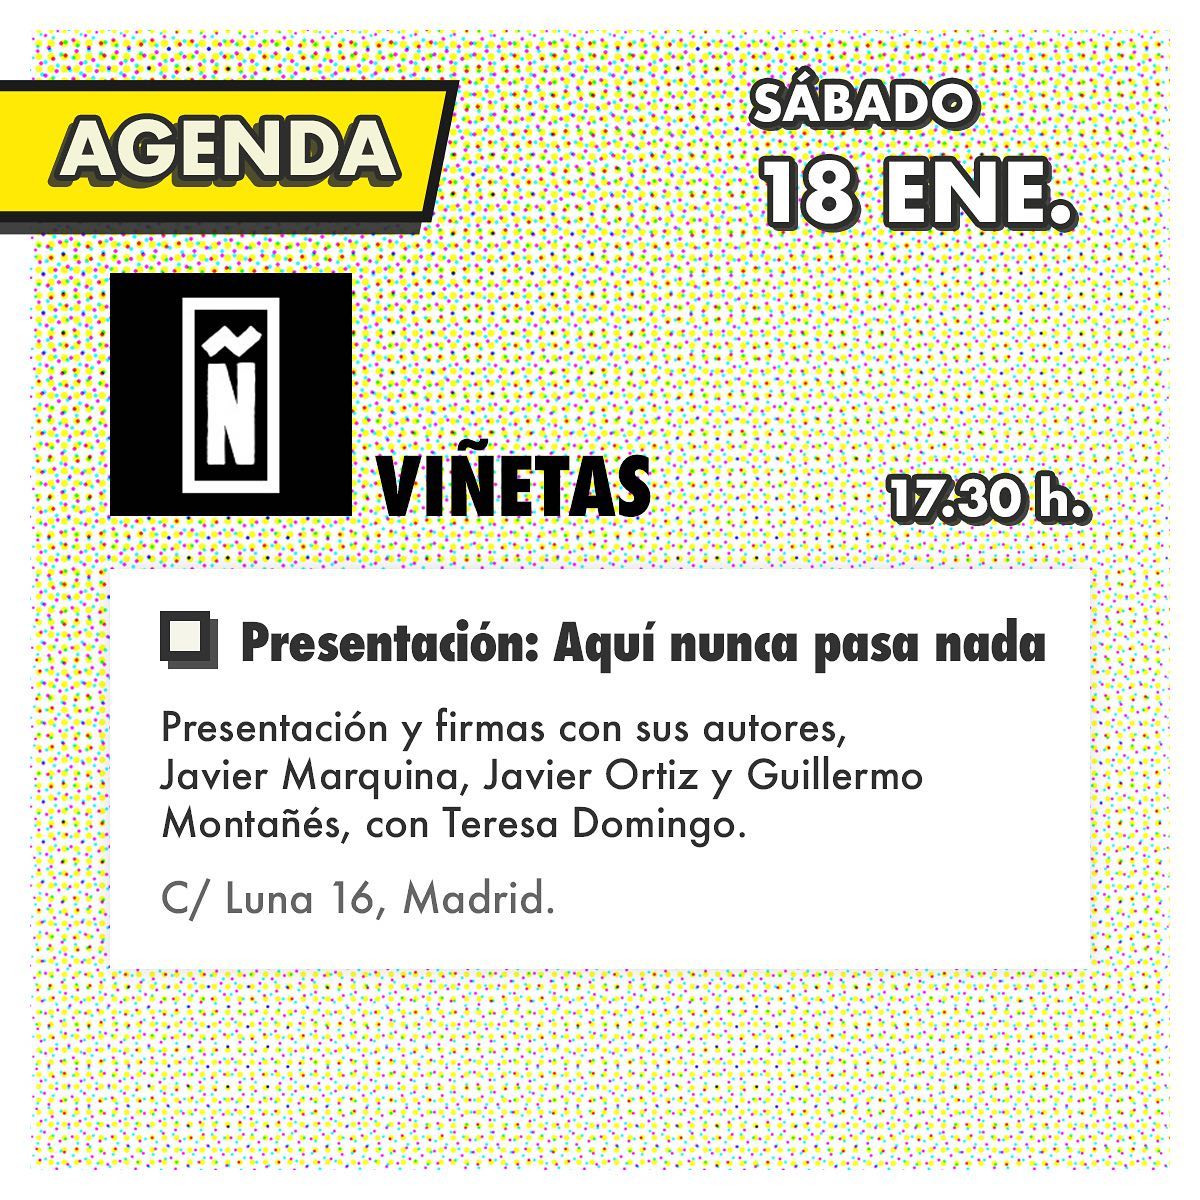 AGENDA
SÁBADO
18 ENE.
Ñ
VIÑETAS
17.30 h.
Presentación: Aquí nunca pasa nada
Presentación y firmas con sus autores,
Javier Marquina, Javier Ortiz y Guillermo
Montañés, con Teresa Domingo.
C/ Luna 16, Madrid.